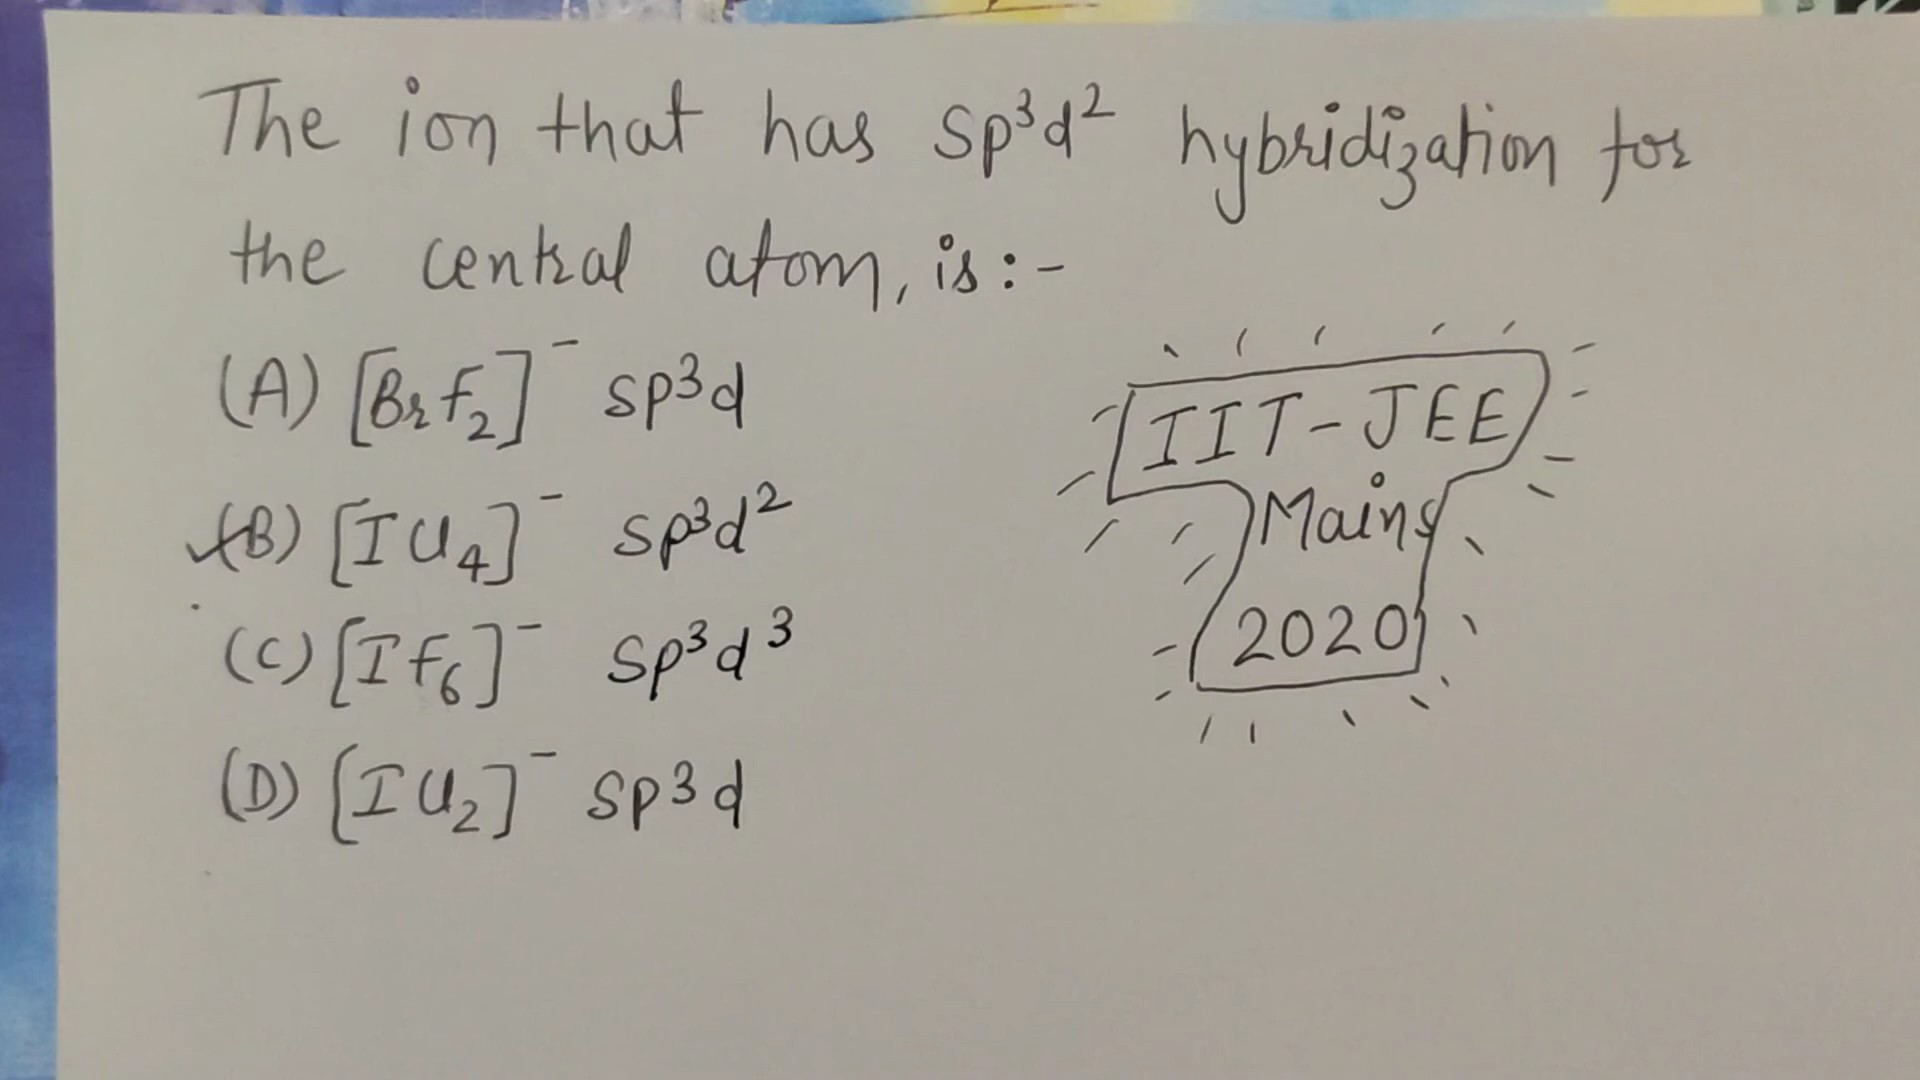 The ion that has sp³d² hybridization for
the central atom, is:-
(A) [BrF₂]⁻ sp³d
(B) [ICl₄]⁻ sp³d²
(C) [IF₆]⁻ sp³d³
(D) [ICl₂]⁻ sp³d
IIT-JEE
Mains
2020